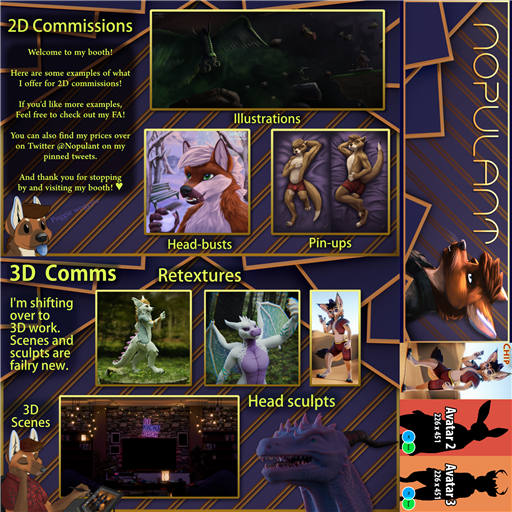 2D Commissions
Welcome to my booth!
Here are some examples of what
I offer for 2D commissions!
If you'd like more examples,
Feel free to check out my FA!
You can also find my prices over
on Twitter @Nopulant on my
pinned tweets.
And thank you for stopping
by and visiting my booth! ♥
Illustrations
Head-busts
Pin-ups
3D Comms
Retextures
I'm shifting
over to
3D work.
Scenes and
sculpts are
failry new.
3D
Scenes
Head sculpts
NOPULANT
CHIP
Avatar 2
226 x 451
Avatar 3
226 x 451